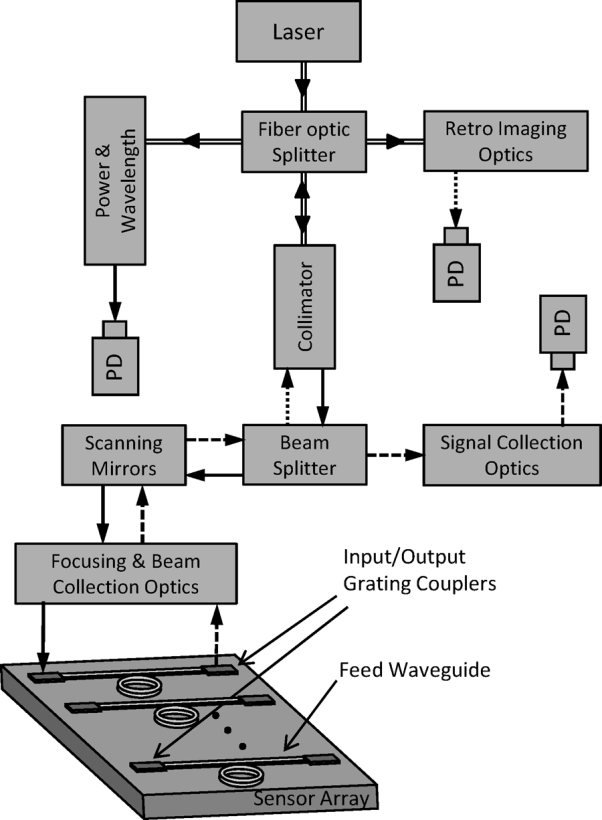 Laser
Fiber optic
Splitter
Retro Imaging
Optics
Power &
Wavelength
PD
Collimator
PD
PD
Scanning
Mirrors
Beam
Splitter
Signal Collection
Optics
Focusing & Beam
Collection Optics
Input/Output
Grating Couplers
Feed Waveguide
Sensor Array